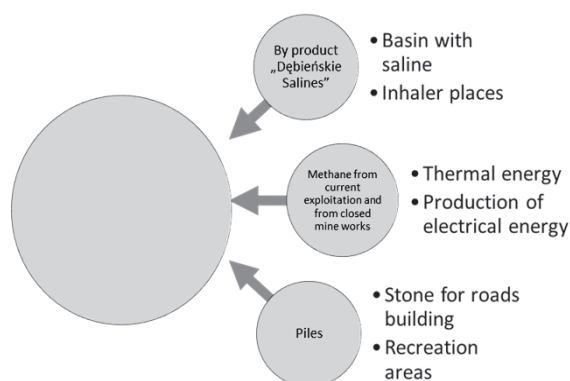 By product
„Dębieńskie
Salines”
• Basin with
saline
• Inhaler places
Methane from
current
exploitation and
from closed
mine works
• Thermal energy
• Production of
electrical energy
Piles
• Stone for roads
building
• Recreation
areas